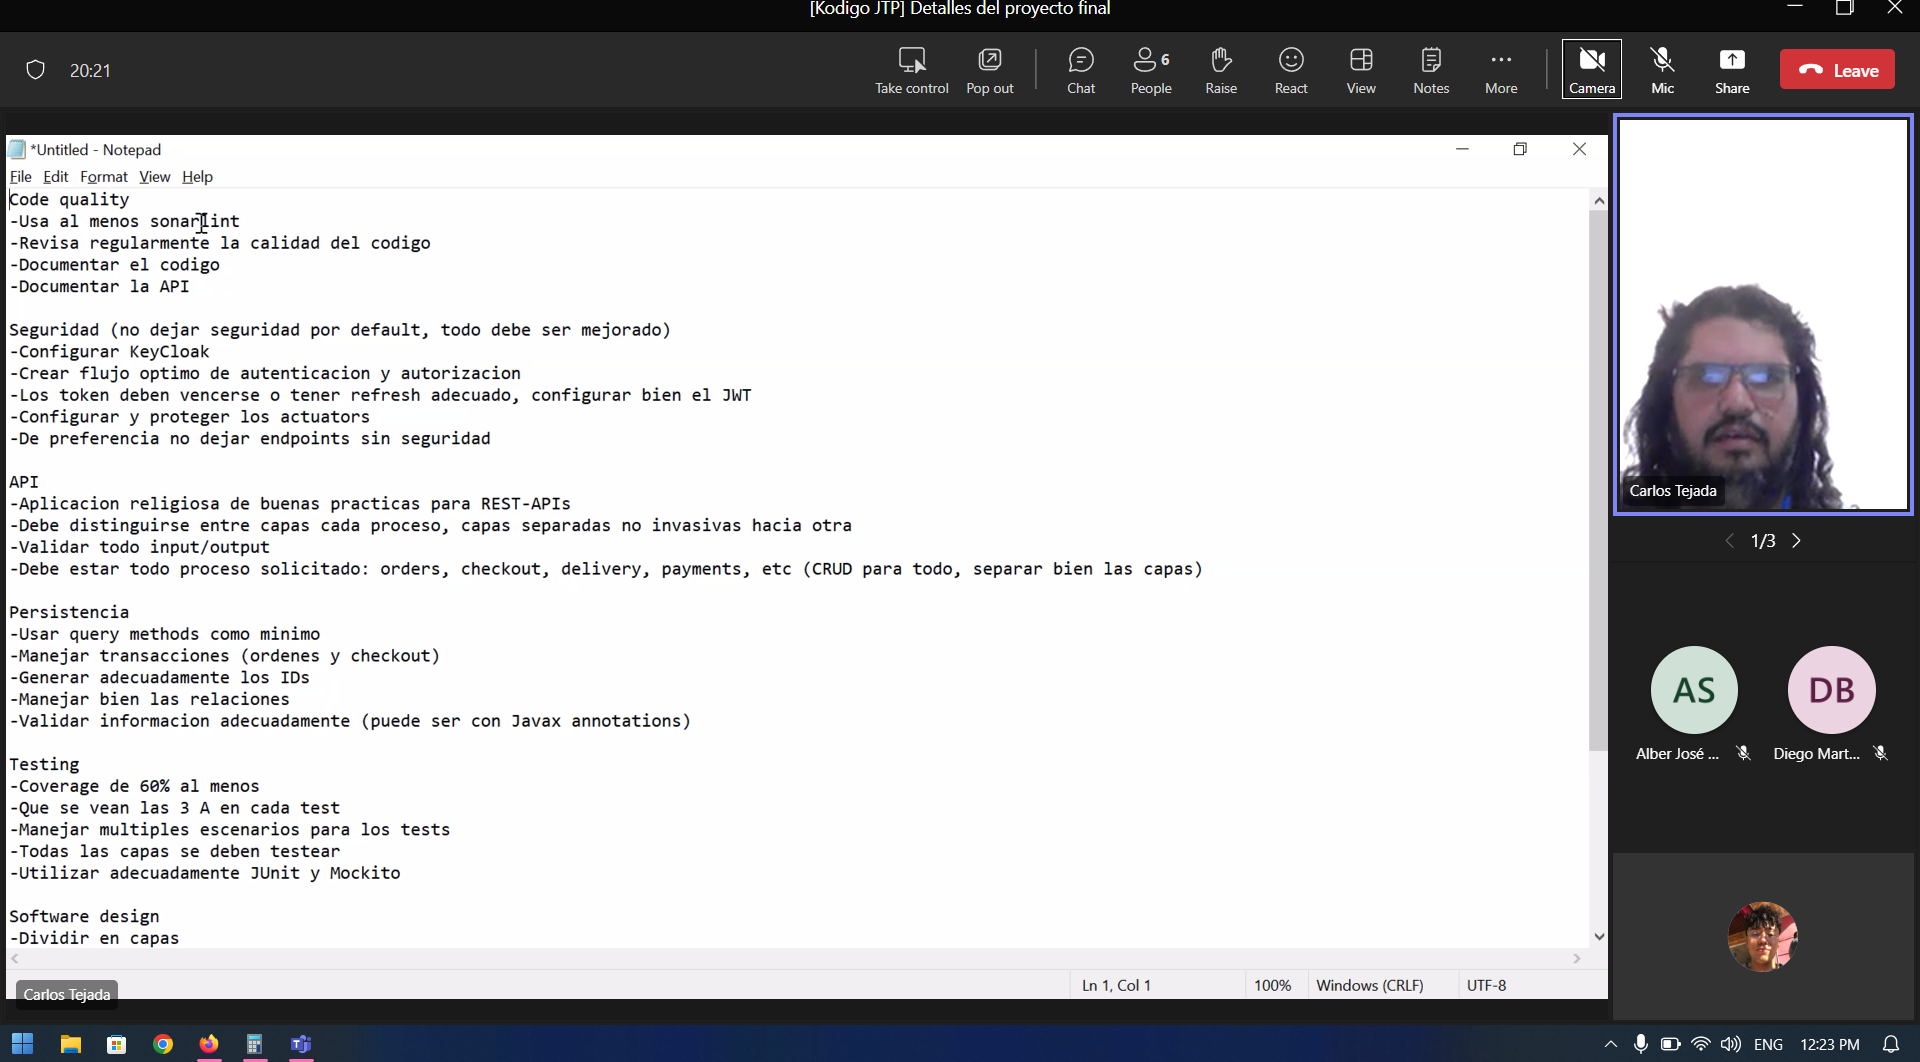 [Kodigo JTP] Detalles del proyecto final
20:21
Take control
Pop out
Chat
6
People
Raise
React
View
Notes
More
Camera
Mic
Share
Leave
*Untitled - Notepad
File Edit Format View Help
Code quality
-Usa al menos sonarlint
-Revisa regularmente la calidad del codigo
-Documentar el codigo
-Documentar la API
Seguridad (no dejar seguridad por default, todo debe ser mejorado)
-Configurar KeyCloak
-Crear flujo optimo de autenticacion y autorizacion
-Los token deben vencerse o tener refresh adecuado, configurar bien el JWT
-Configurar y proteger los actuators
-De preferencia no dejar endpoints sin seguridad
API
-Aplicacion religiosa de buenas practicas para REST-APIs
-Debe distinguirse entre capas cada proceso, capas separadas no invasivas hacia otra
-Validar todo input/output
-Debe estar todo proceso solicitado: orders, checkout, delivery, payments, etc (CRUD para todo, separar bien las capas)
Persistencia
-Usar query methods como minimo
-Manejar transacciones (ordenes y checkout)
-Generar adecuadamente los IDs
-Manejar bien las relaciones
-Validar informacion adecuadamente (puede ser con Javax annotations)
Testing
-Coverage de 60% al menos
-Que se vean las 3 A en cada test
-Manejar multiples escenarios para los tests
-Todas las capas se deben testear
-Utilizar adecuadamente JUnit y Mockito
Software design
-Dividir en capas
Ln 1, Col 1
100%
Windows (CRLF)
UTF-8
Carlos Tejada
Carlos Tejada
1/3
AS
DB
Alber José ...
Diego Mart...
ENG
12:23 PM